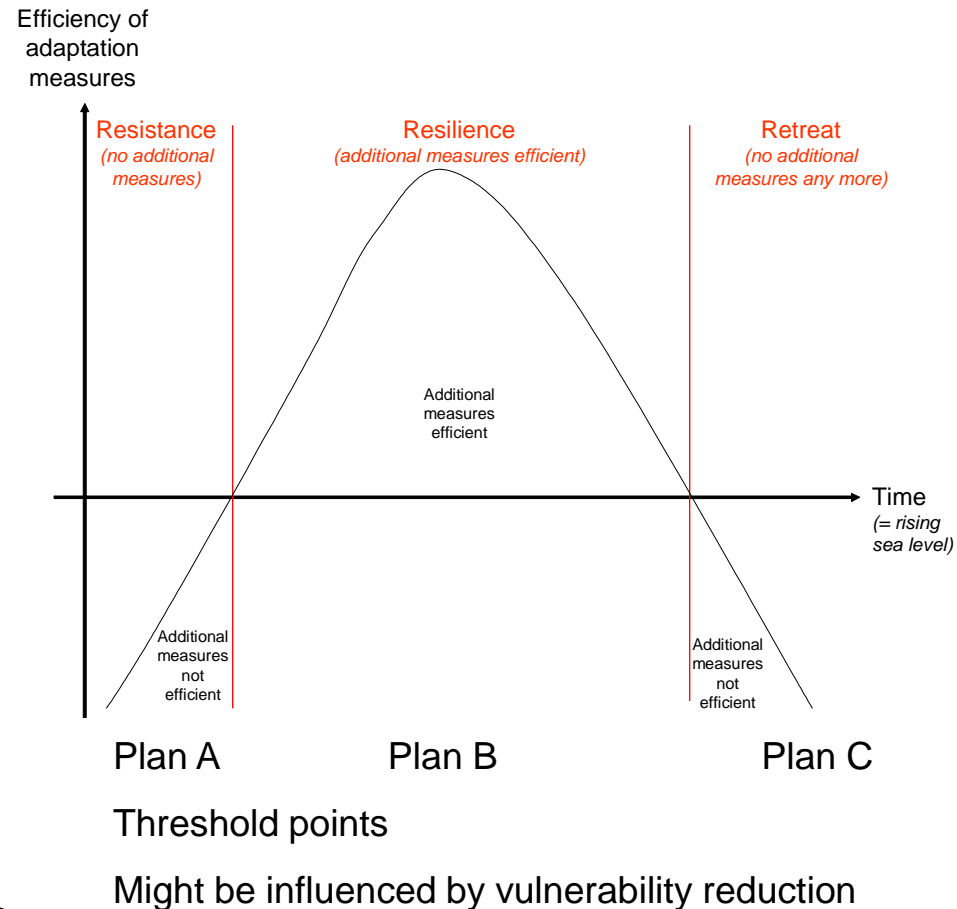 Efficiency of
adaptation
measures
Resistance
(no additional
measures)
Resilience
(additional measures efficient)
Retreat
(no additional
measures any more)
Additional
measures
efficient
Time
(= rising
sea level)
Additional
measures
not
efficient
Additional
measures
not
efficient
Plan A
Plan B
Plan C
Threshold points
Might be influenced by vulnerability reduction